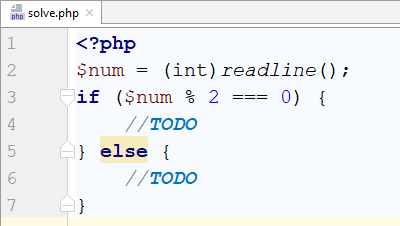 solve.php
1 <?php
2 $num = (int)readline();
3 if ($num % 2 === 0) {
4     //TODO
5 } else {
6     //TODO
7 }